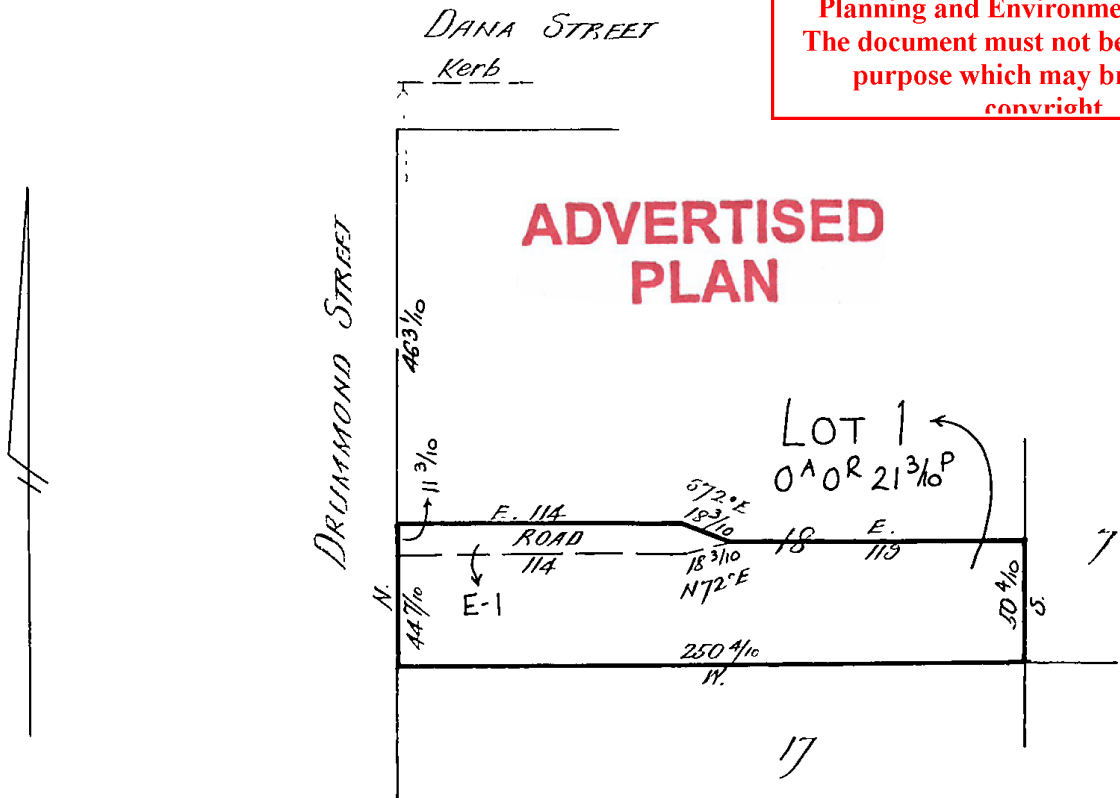 DANA STREET
Kerb
Planning and Environme
The document must not be
purpose which may br
copyright
ADVERTISED
PLAN
DRUMMOND STREET
463 1/10
11 3/10
LOT 1
0A 0R 21 3/10P
E. 114
ROAD
114
E-1
S72°E
18 3/10
18 3/10
N72°E
18
E.
119
7
N.
44 7/10
50 4/10
S.
250 4/10
W.
17